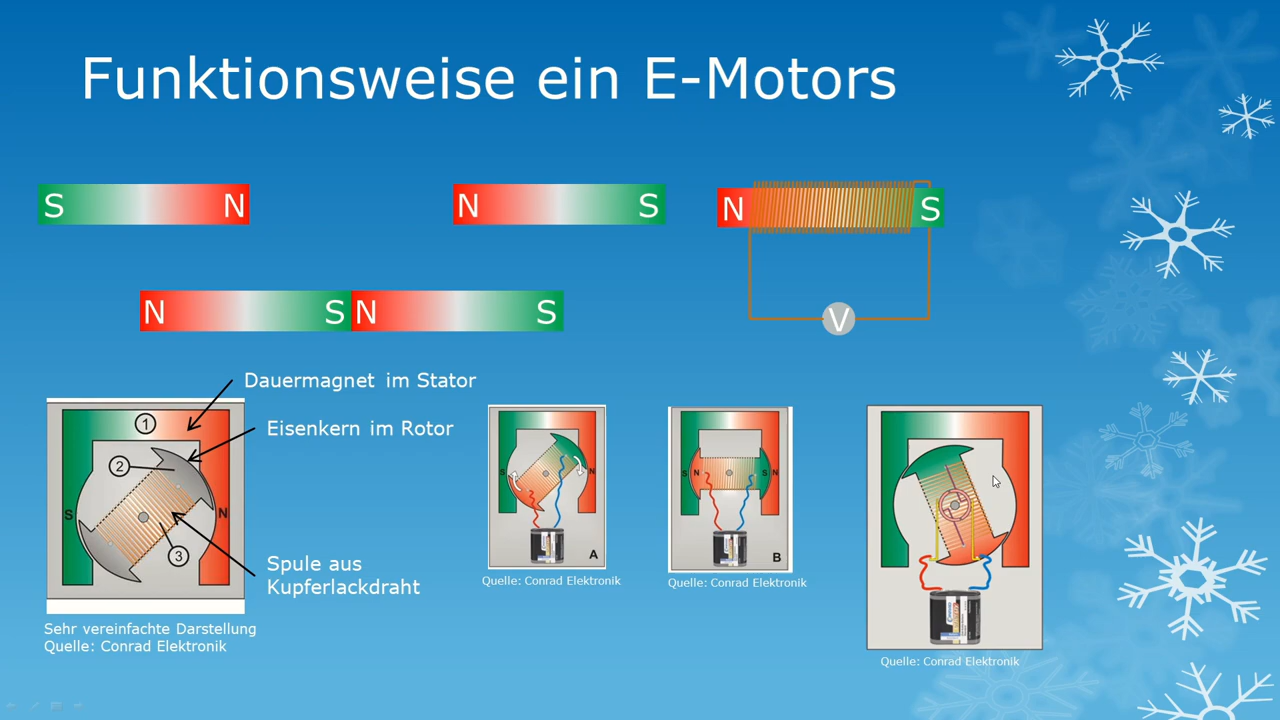 Funktionsweise ein E-Motors
S N
N S
N S
N S N S
V
Dauermagnet im Stator
Eisenkern im Rotor
1
2
S N
3
Spule aus
Kupferlackdraht
Sehr vereinfachte Darstellung
Quelle: Conrad Elektronik
S N
A
Quelle: Conrad Elektronik
S N S N
B
Quelle: Conrad Elektronik
Quelle: Conrad Elektronik